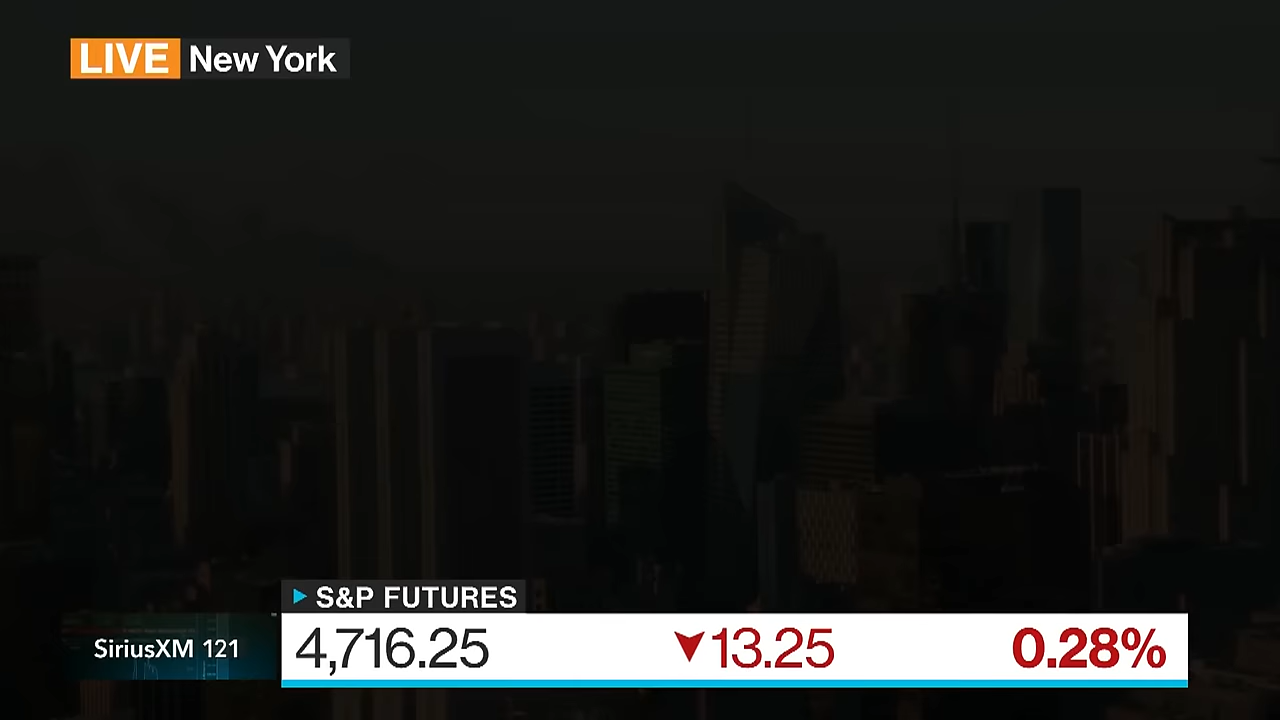 LIVE New York
S&P FUTURES
SiriusXM 121
4,716.25 ▼13.25 0.28%